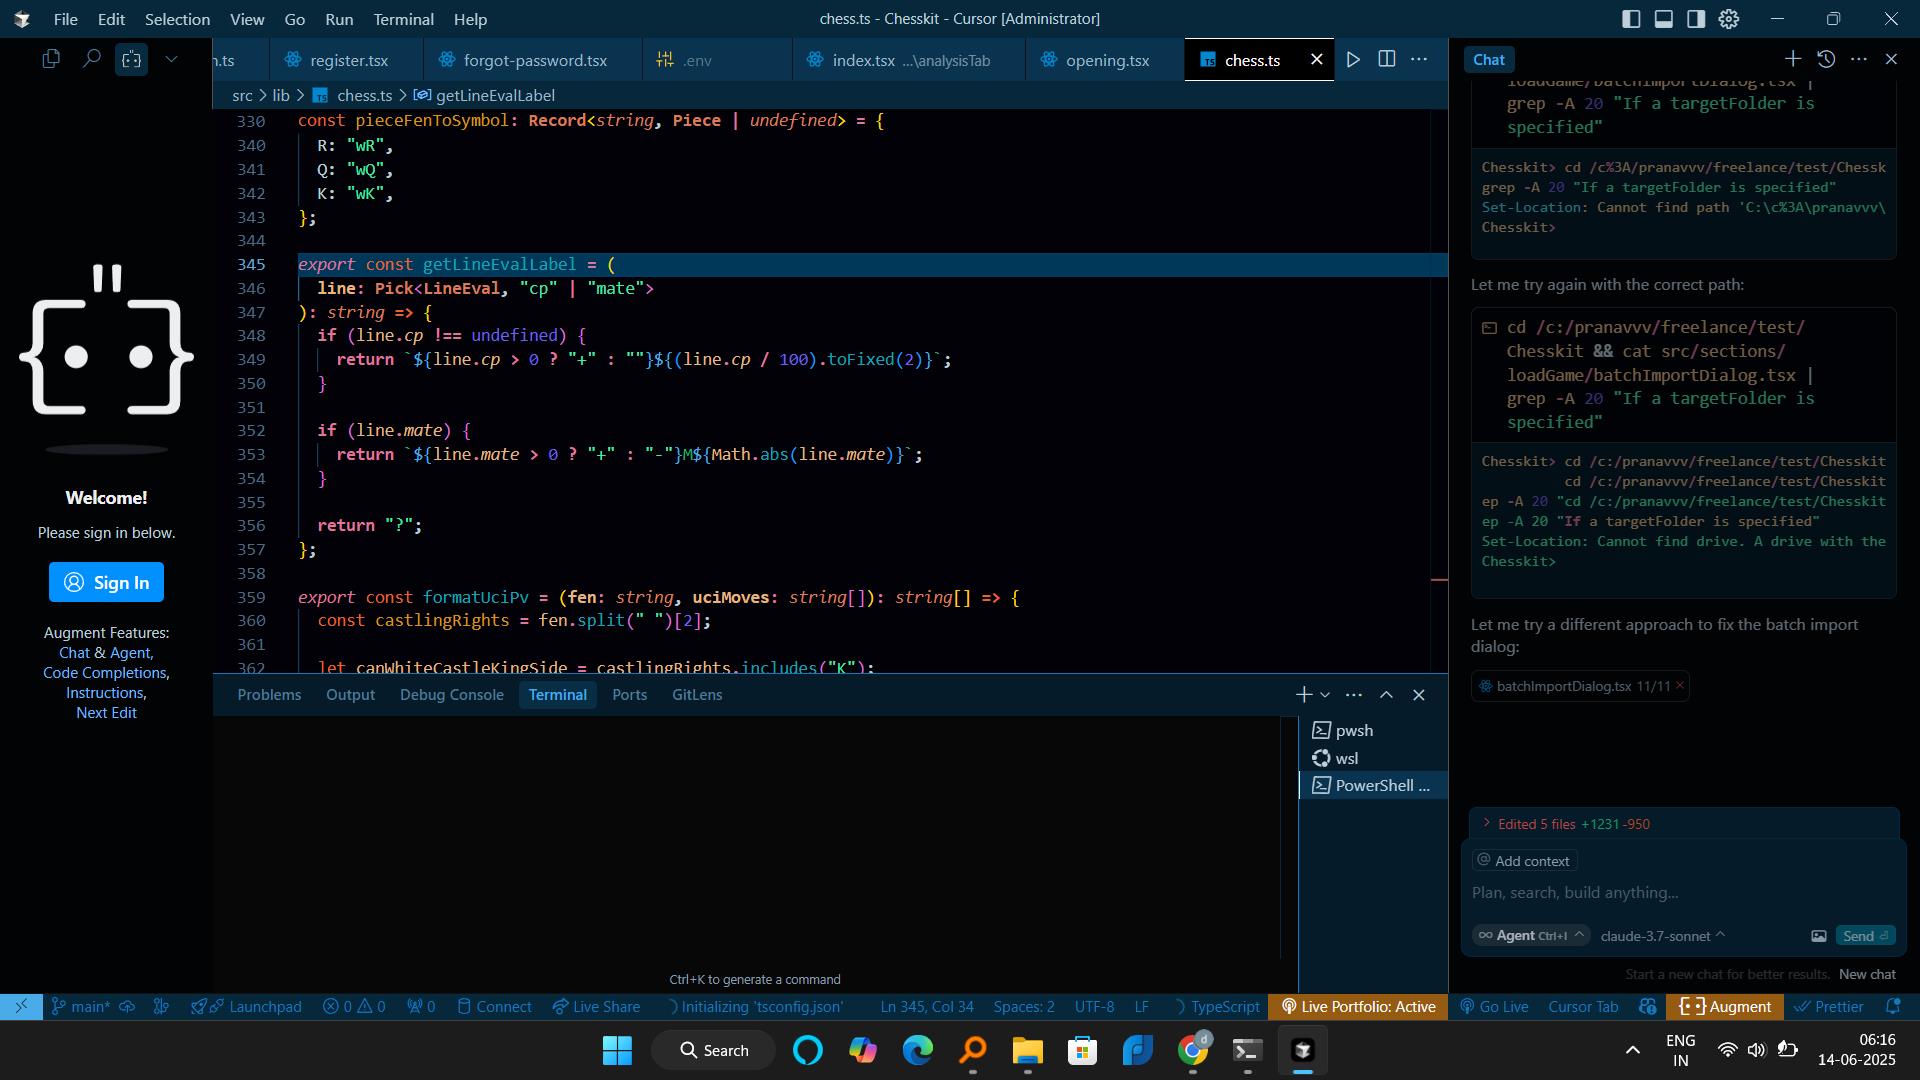 File Edit Selection View Go Run Terminal Help
chess.ts - Chesskit - Cursor [Administrator]
.ts
register.tsx
forgot-password.tsx
.env
index.tsx ...\analysisTab
opening.tsx
chess.ts
src > lib > chess.ts > getLineEvalLabel
330 const pieceFenToSymbol: Record<string, Piece | undefined> = {
340 R: "wR",
341 Q: "wQ",
342 K: "wK",
343 };
344
345 export const getLineEvalLabel = (
346 line: Pick<LineEval, "cp" | "mate">
347 ): string => {
348 if (line.cp !== undefined) {
349 return `${line.cp > 0 ? "+" : ""}${(line.cp / 100).toFixed(2)}`;
350 }
351
352 if (line.mate) {
353 return `${line.mate > 0 ? "+" : "-"}M${Math.abs(line.mate)}`;
354 }
355
356 return "?";
357 };
358
359 export const formatUciPv = (fen: string, uciMoves: string[]): string[] => {
360 const castlingRights = fen.split(" ")[2];
361
362 let canWhiteCastleKingSide = castlingRights.includes("K");
Welcome!
Please sign in below.
Sign In
Augment Features:
Chat & Agent,
Code Completions,
Instructions,
Next Edit
Problems Output Debug Console Terminal Ports GitLens
pwsh
wsl
PowerShell ...
Ctrl+K to generate a command
Chat
loadGame/batchImportDialog.tsx |
grep -A 20 "If a targetFolder is
specified"
Chesskit> cd /c%3A/pranavvv/freelance/test/Chessk
grep -A 20 "If a targetFolder is specified"
Set-Location: Cannot find path 'C:\c%3A\pranavvv\
Chesskit>
Let me try again with the correct path:
cd /c:/pranavvv/freelance/test/
Chesskit && cat src/sections/
loadGame/batchImportDialog.tsx |
grep -A 20 "If a targetFolder is
specified"
Chesskit> cd /c:/pranavvv/freelance/test/Chesskit
cd /c:/pranavvv/freelance/test/Chesskit
ep -A 20 "cd /c:/pranavvv/freelance/test/Chesskit
ep -A 20 "If a targetFolder is specified"
Set-Location: Cannot find drive. A drive with the
Chesskit>
Let me try a different approach to fix the batch import
dialog:
batchImportDialog.tsx 11/11
> Edited 5 files +1231 -950
@ Add context
Plan, search, build anything...
∞ Agent Ctrl+I claude-3.7-sonnet Send
Start a new chat for better results. New chat
main* Launchpad 0 0 0 Connect Live Share Initializing 'tsconfig.json' Ln 345, Col 34 Spaces: 2 UTF-8 LF TypeScript Live Portfolio: Active Go Live Cursor Tab Augment Prettier
Search
d
ENG
IN
06:16
14-06-2025